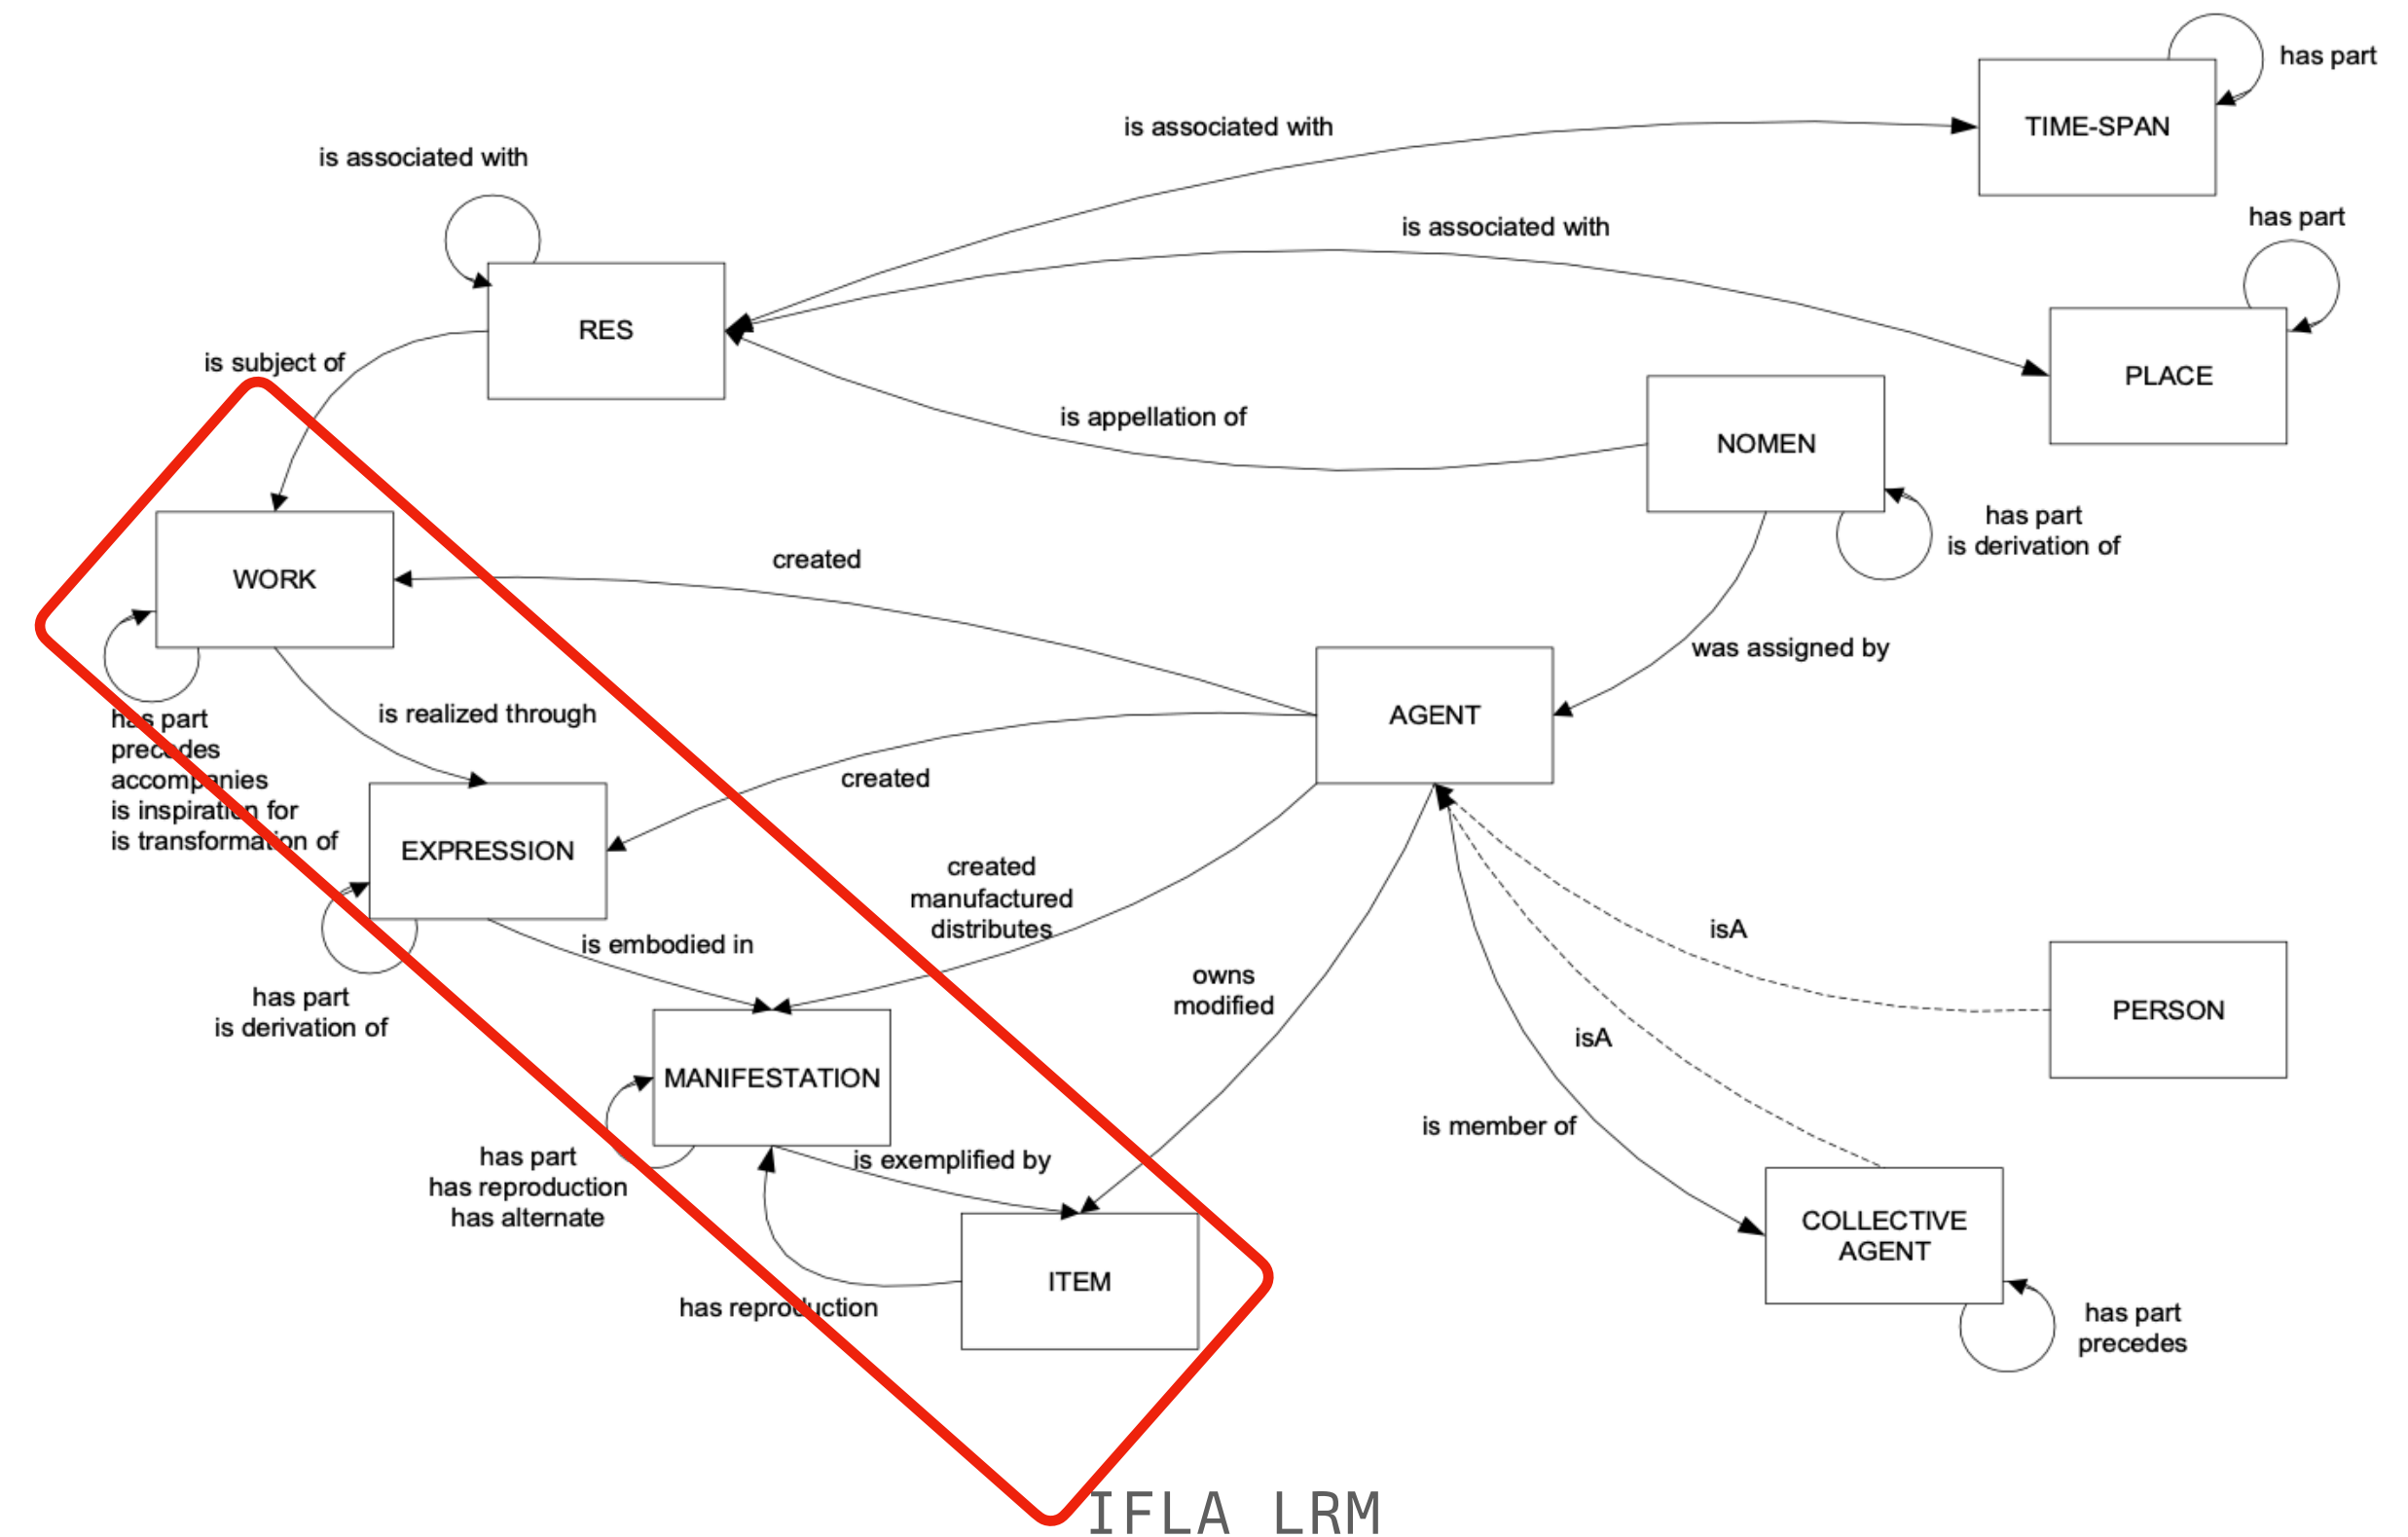 has part
TIME-SPAN
is associated with
is associated with
has part
is associated with
RES
is subject of
PLACE
is appellation of
NOMEN
has part
is derivation of
created
WORK
was assigned by
is realized through
AGENT
has part
precedes
accompanies
is inspiration for
is transformation of
created
EXPRESSION
created
manufactured
distributes
isA
is embodied in
owns
modified
has part
is derivation of
PERSON
isA
MANIFESTATION
is member of
has part
has reproduction
has alternate
is exemplified by
COLLECTIVE
AGENT
ITEM
has reproduction
has part
precedes
IFLA LRM